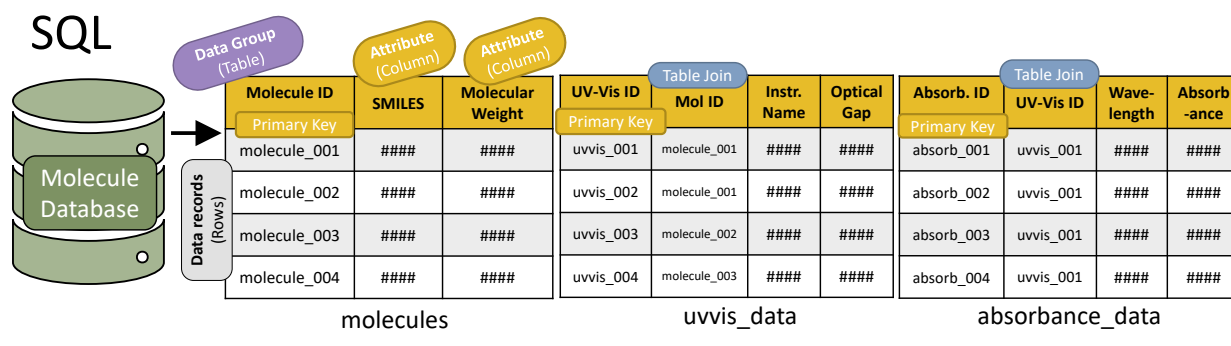 SQL
Data Group
(Table)
Attribute
(Column)
Attribute
(Column)
Molecule
Database
Data records
(Rows)
Molecule ID
Primary Key
SMILES
Molecular
Weight
molecule_001 #### ####
molecule_002 #### ####
molecule_003 #### ####
molecule_004 #### ####
molecules
Table Join
UV-Vis ID
Primary Key
Mol ID
Instr.
Name
Optical
Gap
uvvis_001 molecule_001 #### ####
uvvis_002 molecule_001 #### ####
uvvis_003 molecule_002 #### ####
uvvis_004 molecule_003 #### ####
uvvis_data
Table Join
Absorb. ID
Primary Key
UV-Vis ID
Wave-
length
Absorb
-ance
absorb_001 uvvis_001 #### ####
absorb_002 uvvis_001 #### ####
absorb_003 uvvis_001 #### ####
absorb_004 uvvis_001 #### ####
absorbance_data